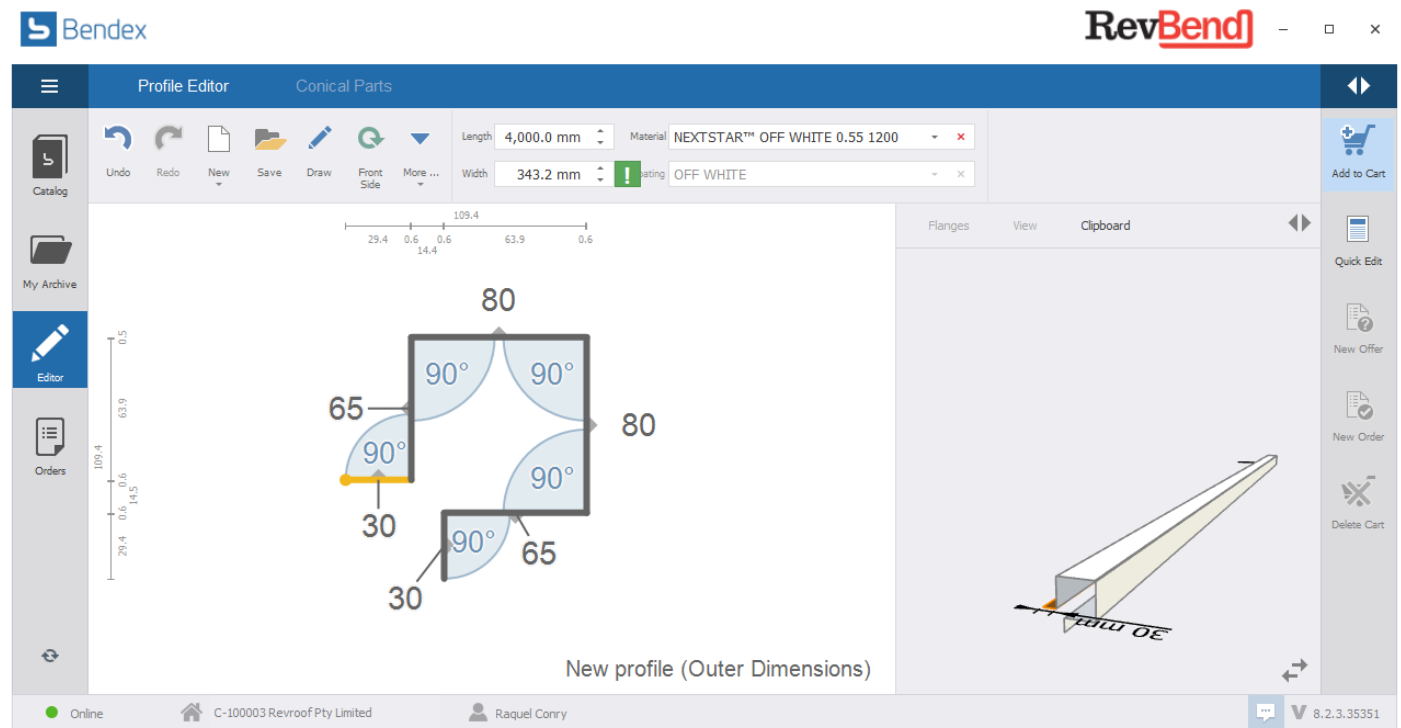 Bendex
RevBend
Profile Editor
Conical Parts
Undo
Redo
New
Save
Draw
Front
Side
More ...
Length
4,000.0 mm
Material
NEXTSTAR™ OFF WHITE 0.55 1200
Width
343.2 mm
!
ating
OFF WHITE
Catalog
My Archive
Editor
Orders
109.4
29.4
0.6
0.6
63.9
0.6
14.4
80
90°
90°
65
80
90°
90°
30
90°
65
30
0.5
63.9
109.4
0.6
14.5
0.6
29.4
New profile (Outer Dimensions)
Flanges
View
Clipboard
30 mm
Add to Cart
Quick Edit
New Offer
New Order
Delete Cart
Online
C-100003 Revroof Pty Limited
Raquel Conry
V 8.2.3.35351